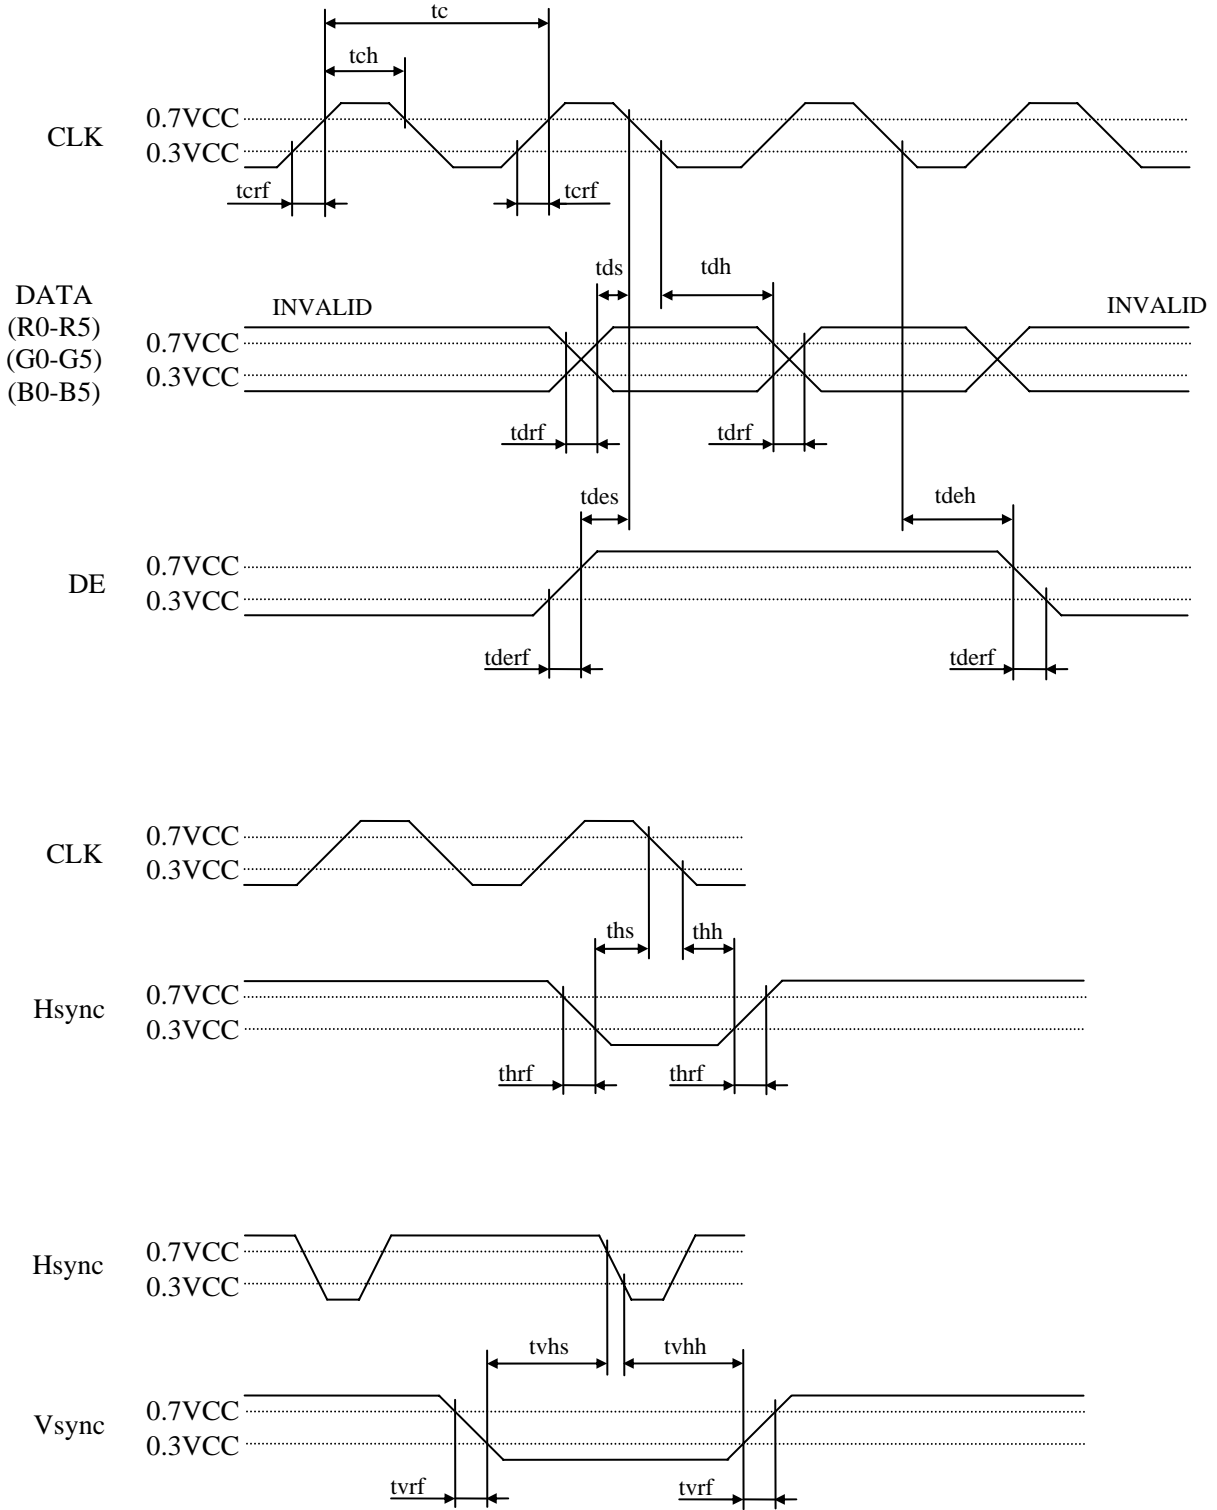 tc
tch
0.7VCC
CLK
0.3VCC
tcrf
tcrf
tds
tdh
DATA
(R0-R5)
(G0-G5)
(B0-B5)
INVALID
INVALID
0.7VCC
0.3VCC
tdrf
tdrf
tdes
tdeh
0.7VCC
DE
0.3VCC
tderf
tderf
0.7VCC
CLK
0.3VCC
ths
thh
0.7VCC
Hsync
0.3VCC
thrf
thrf
0.7VCC
Hsync
0.3VCC
tvhs
tvhh
0.7VCC
Vsync
0.3VCC
tvrf
tvrf